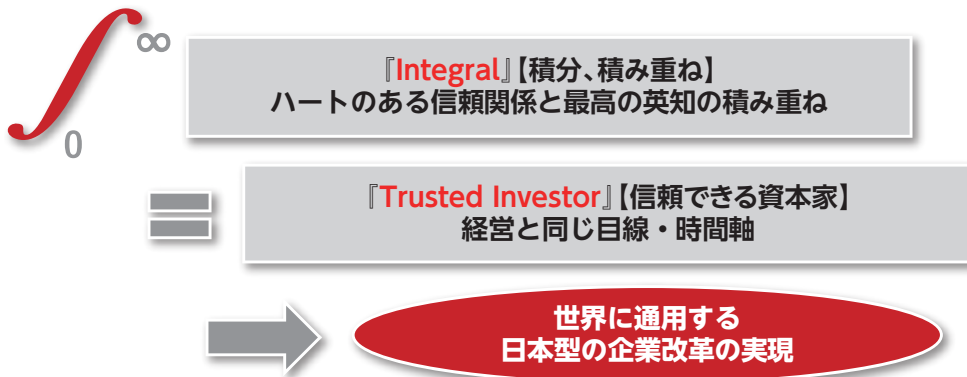 ∫
∞
0
『Integral』【積分、積み重ね】
ハートのある信頼関係と最高の英知の積み重ね
=
『Trusted Investor』【信頼できる資本家】
経営と同じ目線・時間軸
世界に通用する
日本型の企業改革の実現